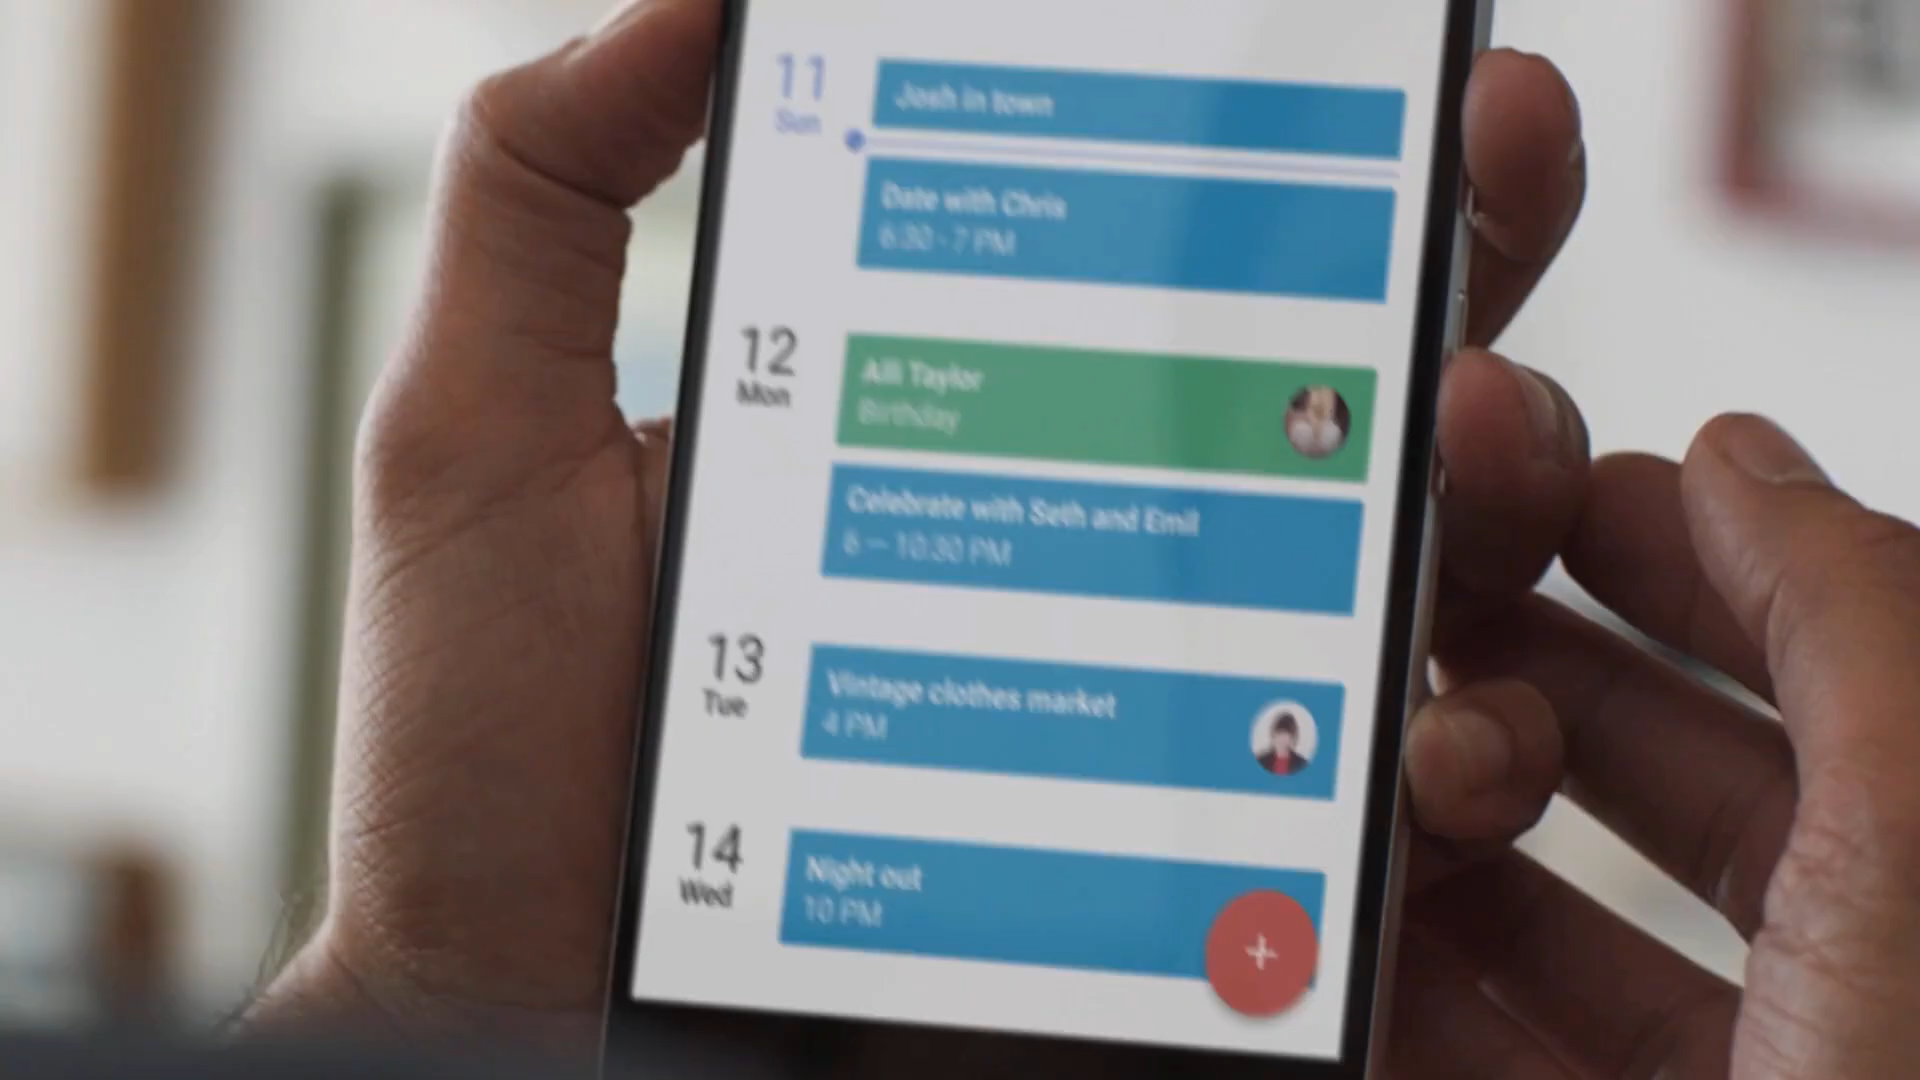 11
Sun
Josh in town
Date with Chris
6:30 - 7 PM
12
Mon
Alli Taylor
Birthday
Celebrate with Seth and Emil
6 — 10:30 PM
13
Tue
Vintage clothes market
4 PM
14
Wed
Night out
10 PM
+